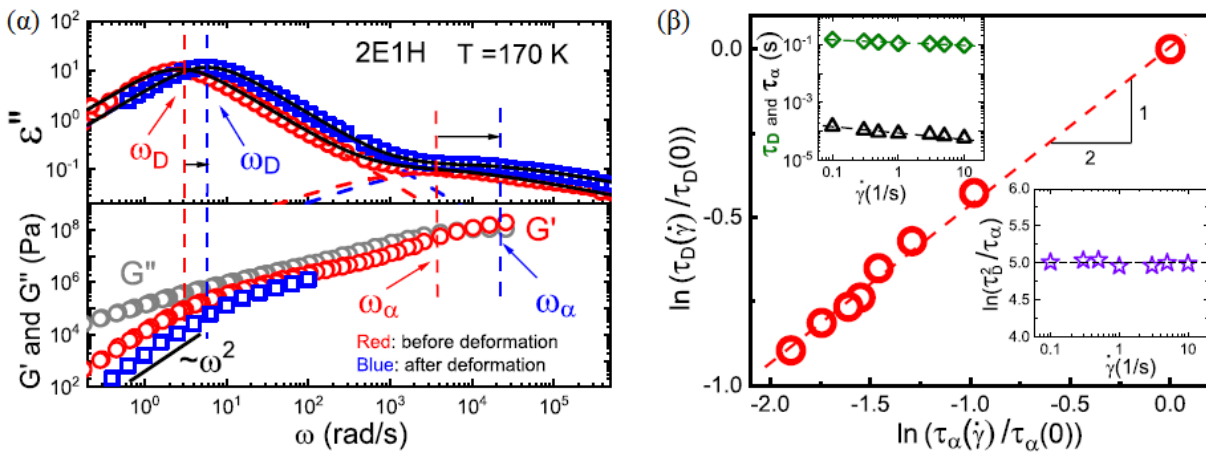 (α)
2E1H T = 170 K
ε''
10²
10¹
10⁰
10⁻¹
ω_D
ω_D
G' and G'' (Pa)
10⁸
10⁶
10⁴
10²
G''
G'
ω_α
ω_α
~ω²
Red: before deformation
Blue: after deformation
10⁰ 10¹ 10² 10³ 10⁴ 10⁵
ω (rad/s)
(β)
ln (τ_D(γ̇)/τ_D(0))
0.0
-0.5
-1.0
τ_D and τ_α (s)
10⁻¹
10⁻³
10⁻⁵
0.1 1 10
γ̇(1/s)
1
2
ln(τ_D²/τ_α)
6.0
5.5
5.0
4.5
4.0
0.1 1 10
γ̇(1/s)
-2.0 -1.5 -1.0 -0.5 0.0
ln (τ_α(γ̇)/τ_α(0))